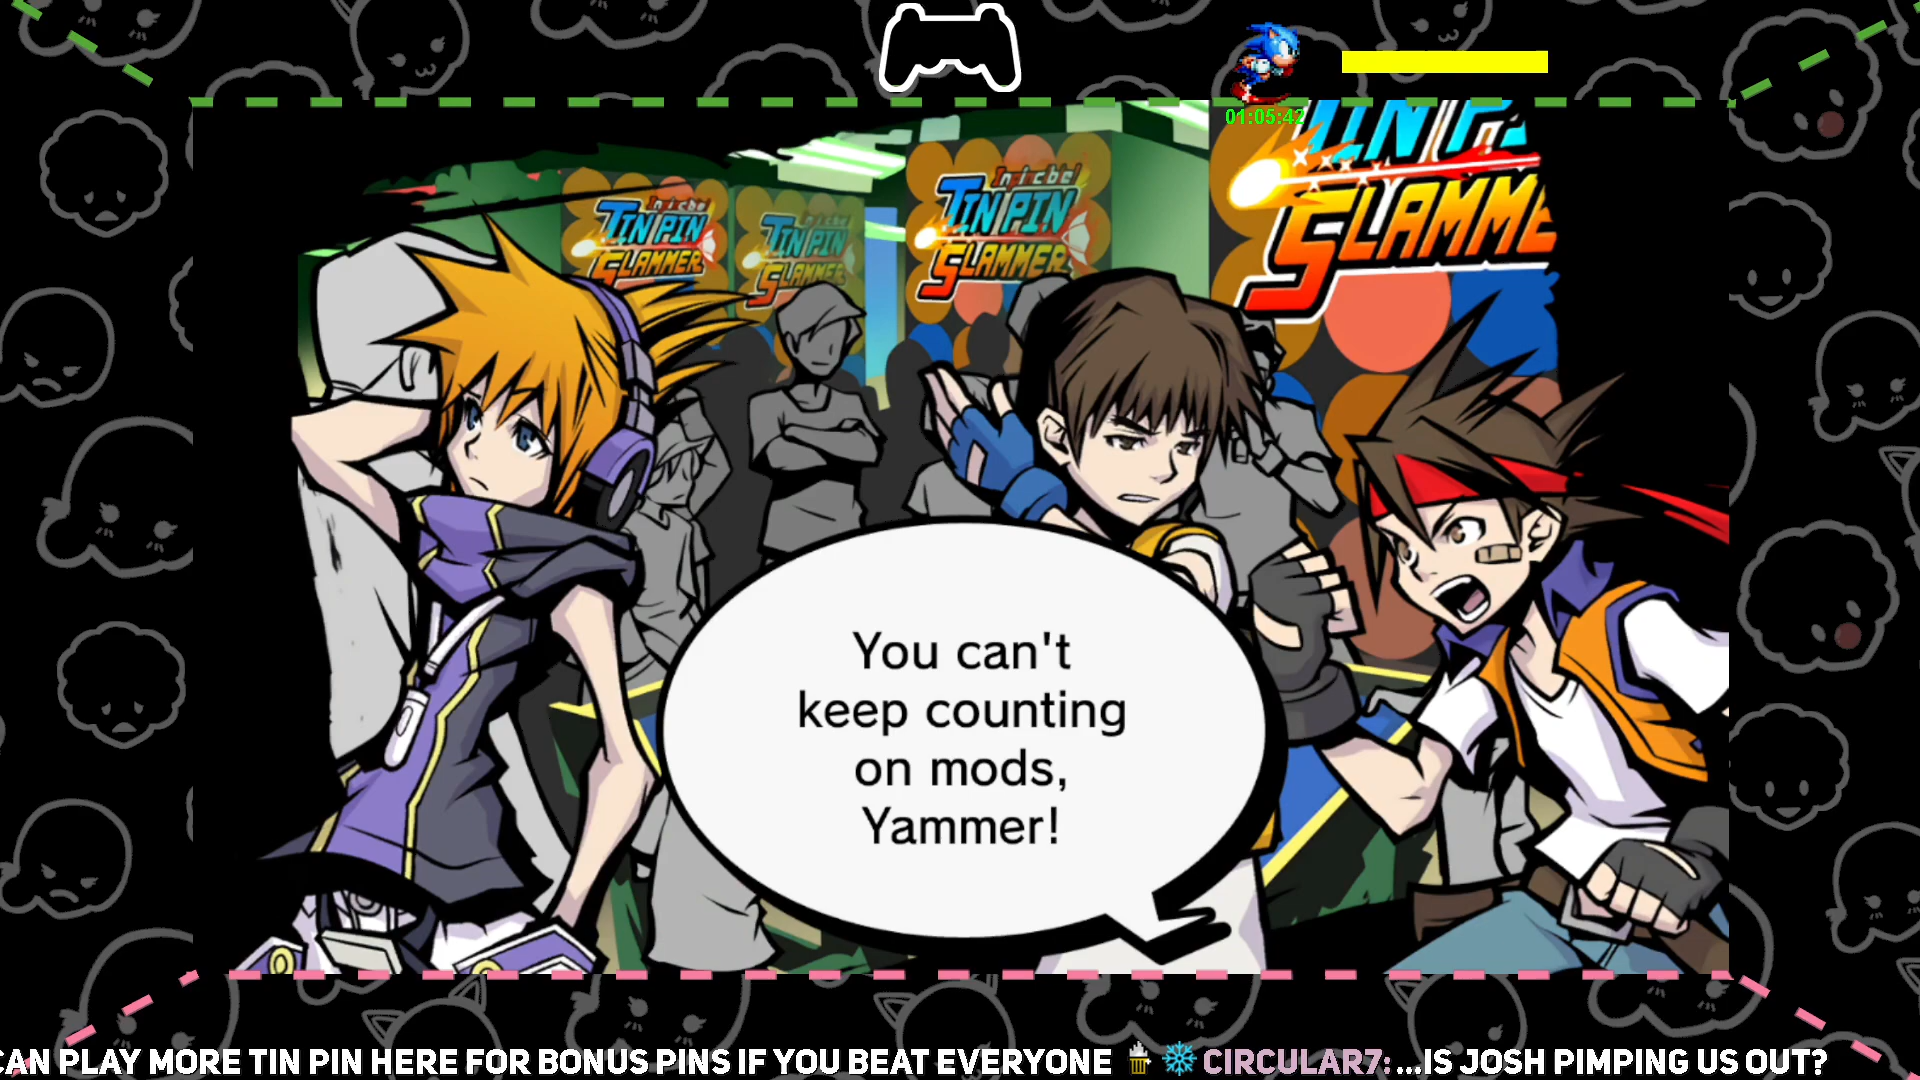 01:05:42
TIN PIN
SLAMMER
TIN PIN
SLAMMER
TIN PIN
SLAMMER
TIN PI
SLAMME
You can't
keep counting
on mods,
Yammer!
CAN PLAY MORE TIN PIN HERE FOR BONUS PINS IF YOU BEAT EVERYONE CIRCULAR7: ...IS JOSH PIMPING US OUT?